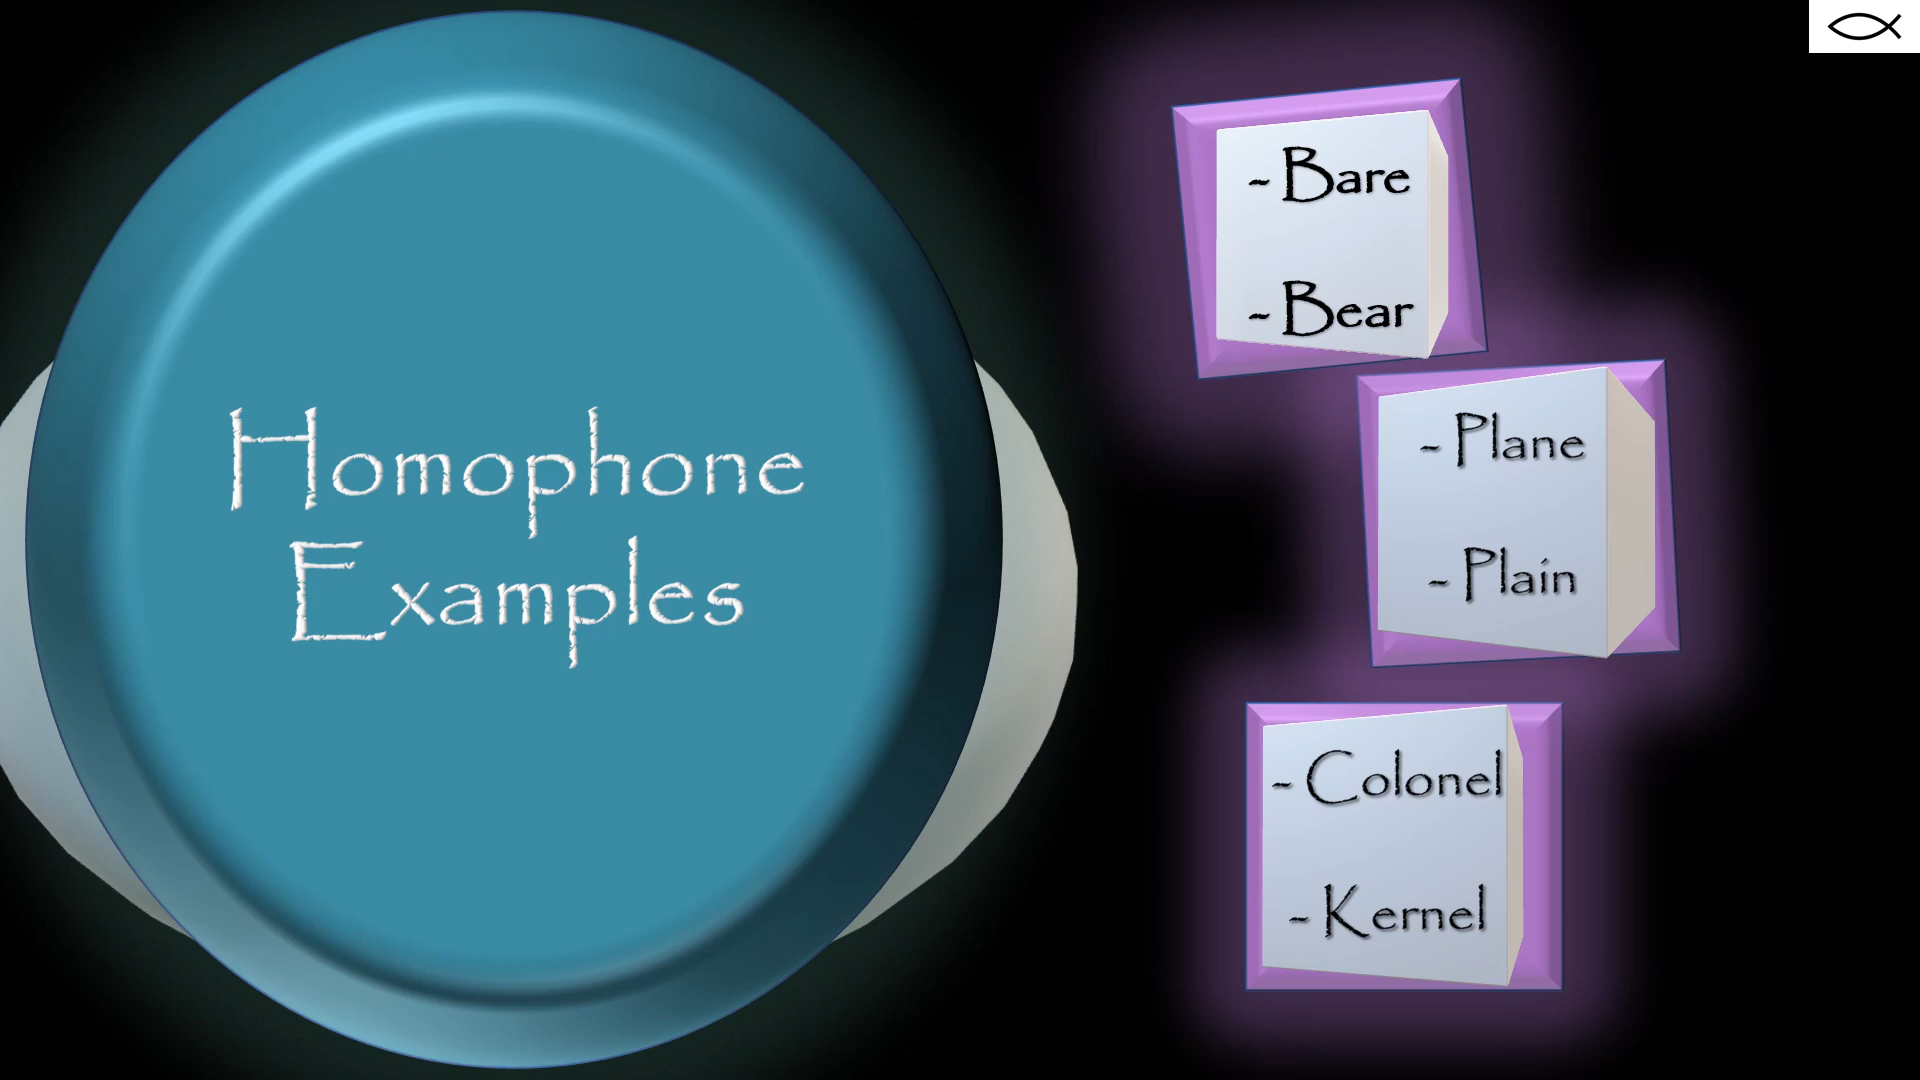 Homophone
Examples
- Bare
- Bear
- Plane
- Plain
- Colonel
- Kernel